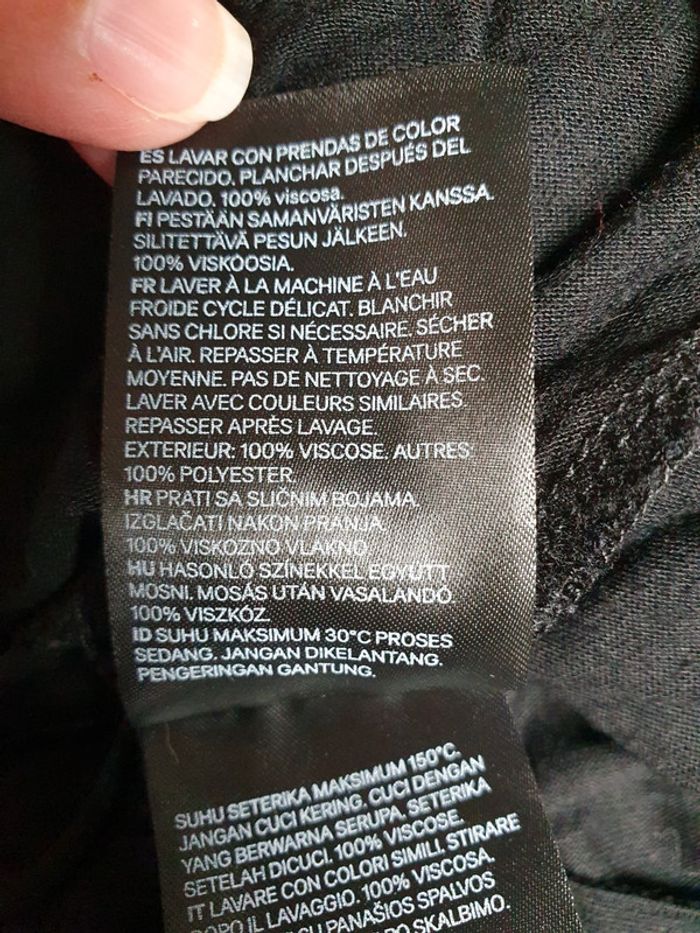 ES LAVAR CON PRENDAS DE COLOR
PARECIDO. PLANCHAR DESPUÉS DEL
LAVADO. 100% viscosa.
FI PESTÄÄN SAMANVÄRISTEN KANSSA.
SILITETTÄVÄ PESUN JÄLKEEN.
100% VISKOOSIA.
FR LAVER À LA MACHINE À L'EAU
FROIDE CYCLE DÉLICAT. BLANCHIR
SANS CHLORE SI NÉCESSAIRE. SÉCHER
À L'AIR. REPASSER À TEMPÉRATURE
MOYENNE. PAS DE NETTOYAGE À SEC.
LAVER AVEC COULEURS SIMILAIRES.
REPASSER APRÈS LAVAGE.
EXTERIEUR: 100% VISCOSE. AUTRES:
100% POLYESTER.
HR PRATI SA SLIČNIM BOJAMA.
IZGLAČATI NAKON PRANJA.
100% VISKOZNO VLAKNO
HU HASONLÓ SZÍNEKKEL EGYÜTT
MOSNI. MOSÁS UTÁN VASALANDÓ.
100% VISZKÓZ.
ID SUHU MAKSIMUM 30°C PROSES
SEDANG. JANGAN DIKELANTANG.
PENGERINGAN GANTUNG.
SUHU SETERIKA MAKSIMUM 150°C.
JANGAN CUCI KERING. CUCI DENGAN
YANG BERWARNA SERUPA. SETERIKA
SETELAH DICUCI. 100% VISCOSE.
IT LAVARE CON COLORI SIMILI. STIRARE
DOPO IL LAVAGGIO. 100% VISCOSA.
SU PANAŠIOS SPALVOS
PO SKALBIMO.